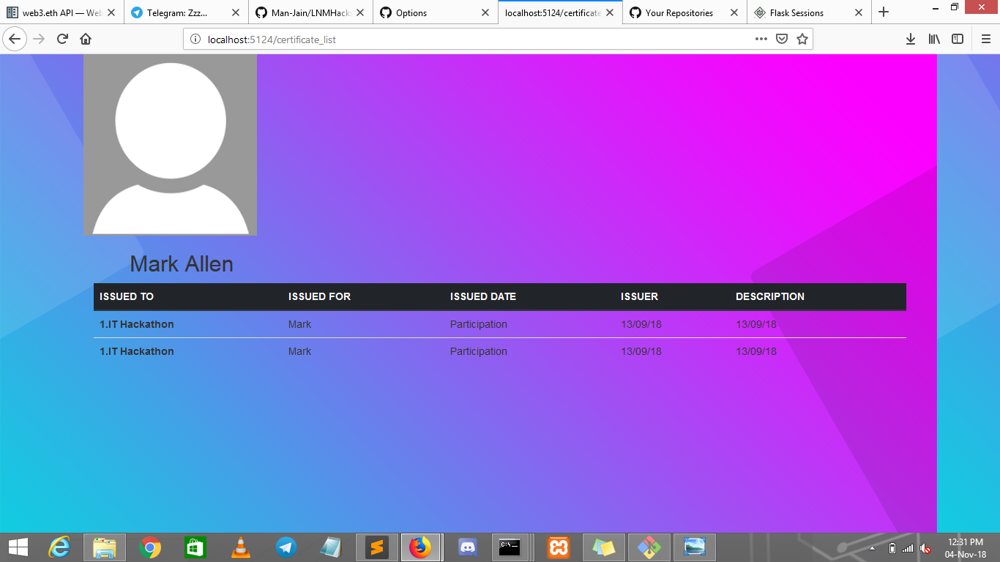 web3.eth API — Web
Telegram: Zzz...
Man-Jain/LNMHacks
Options
localhost:5124/certificate
Your Repositories
Flask Sessions
localhost:5124/certificate_list
Mark Allen
ISSUED TO ISSUED FOR ISSUED DATE ISSUER DESCRIPTION
1.IT Hackathon Mark Participation 13/09/18 13/09/18
1.IT Hackathon Mark Participation 13/09/18 13/09/18
C:\
12:31 PM
04-Nov-18